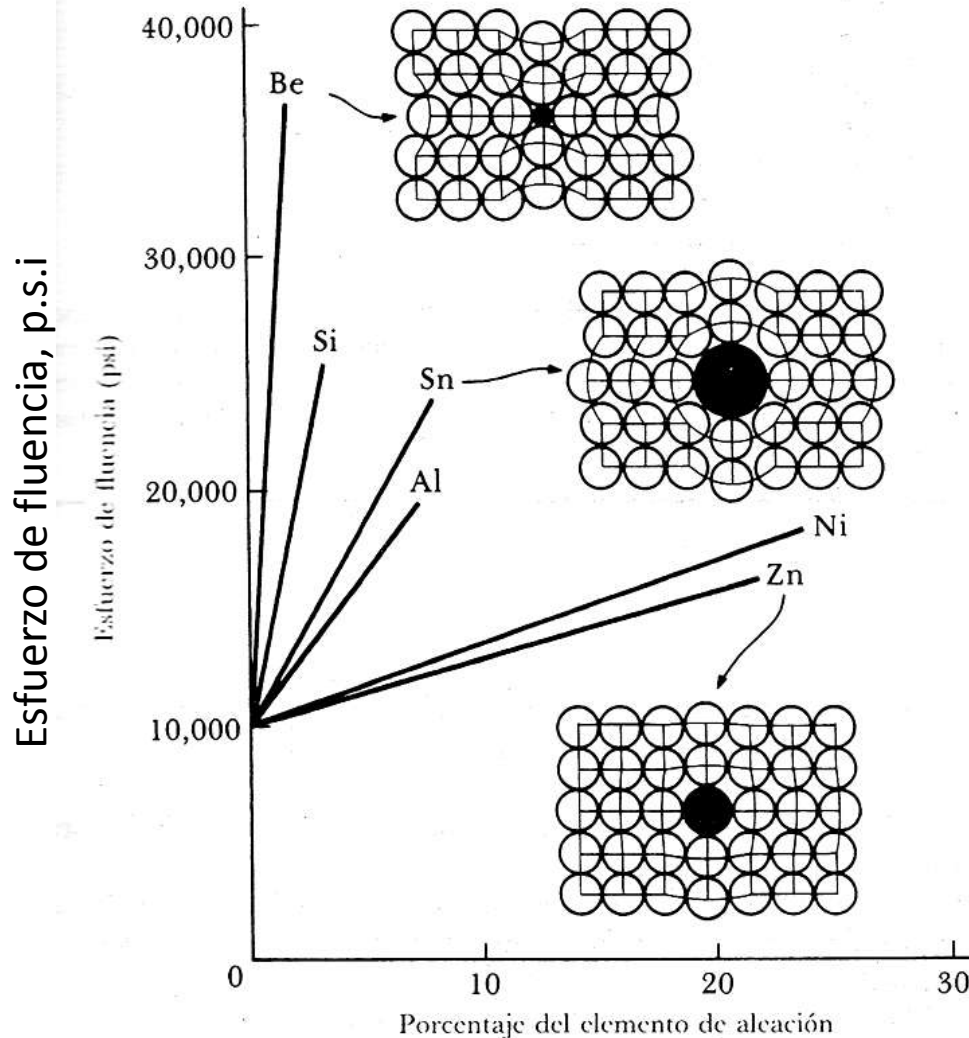 Esfuerzo de fluencia, p.s.i
Esfuerzo de fluencia (psi)
40,000
30,000
20,000
10,000
0
10
20
30
Be
Si
Sn
Al
Ni
Zn
Porcentaje del elemento de aleación